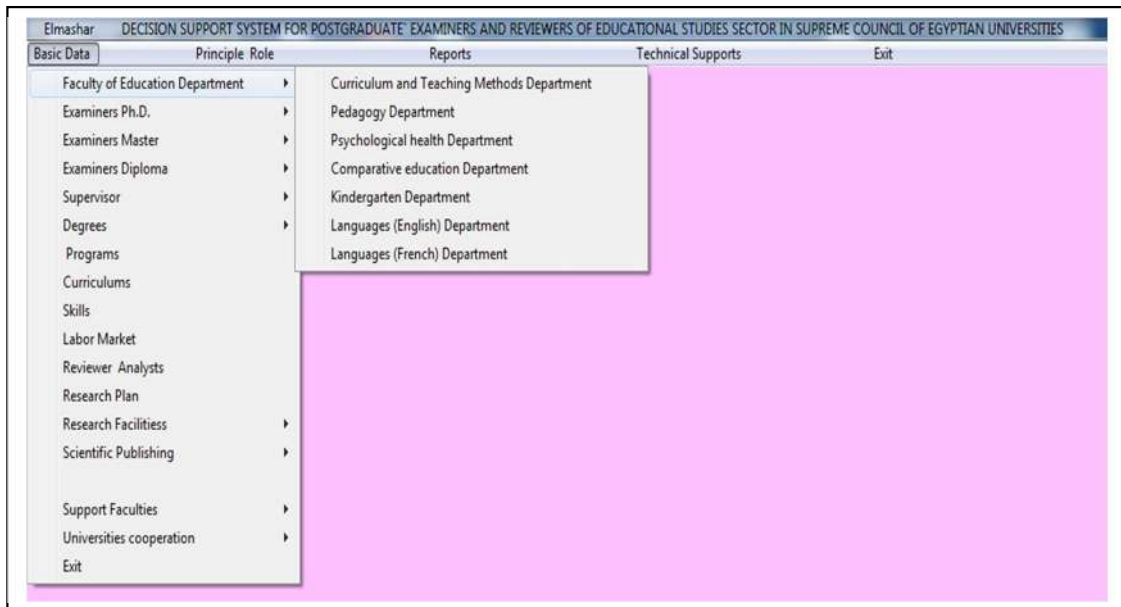 Elmashar DECISION SUPPORT SYSTEM FOR POSTGRADUATE` EXAMINERS AND REVIEWERS OF EDUCATIONAL STUDIES SECTOR IN SUPREME COUNCIL OF EGYPTIAN UNIVERSITIES
Basic Data Principle Role Reports Technical Supports Exit
Faculty of Education Department
Examiners Ph.D.
Examiners Master
Examiners Diploma
Supervisor
Degrees
Programs
Curriculums
Skills
Labor Market
Reviewer Analysts
Research Plan
Research Facilitiess
Scientific Publishing
Support Faculties
Universities cooperation
Exit
Curriculum and Teaching Methods Department
Pedagogy Department
Psychological health Department
Comparative education Department
Kindergarten Department
Languages (English) Department
Languages (French) Department